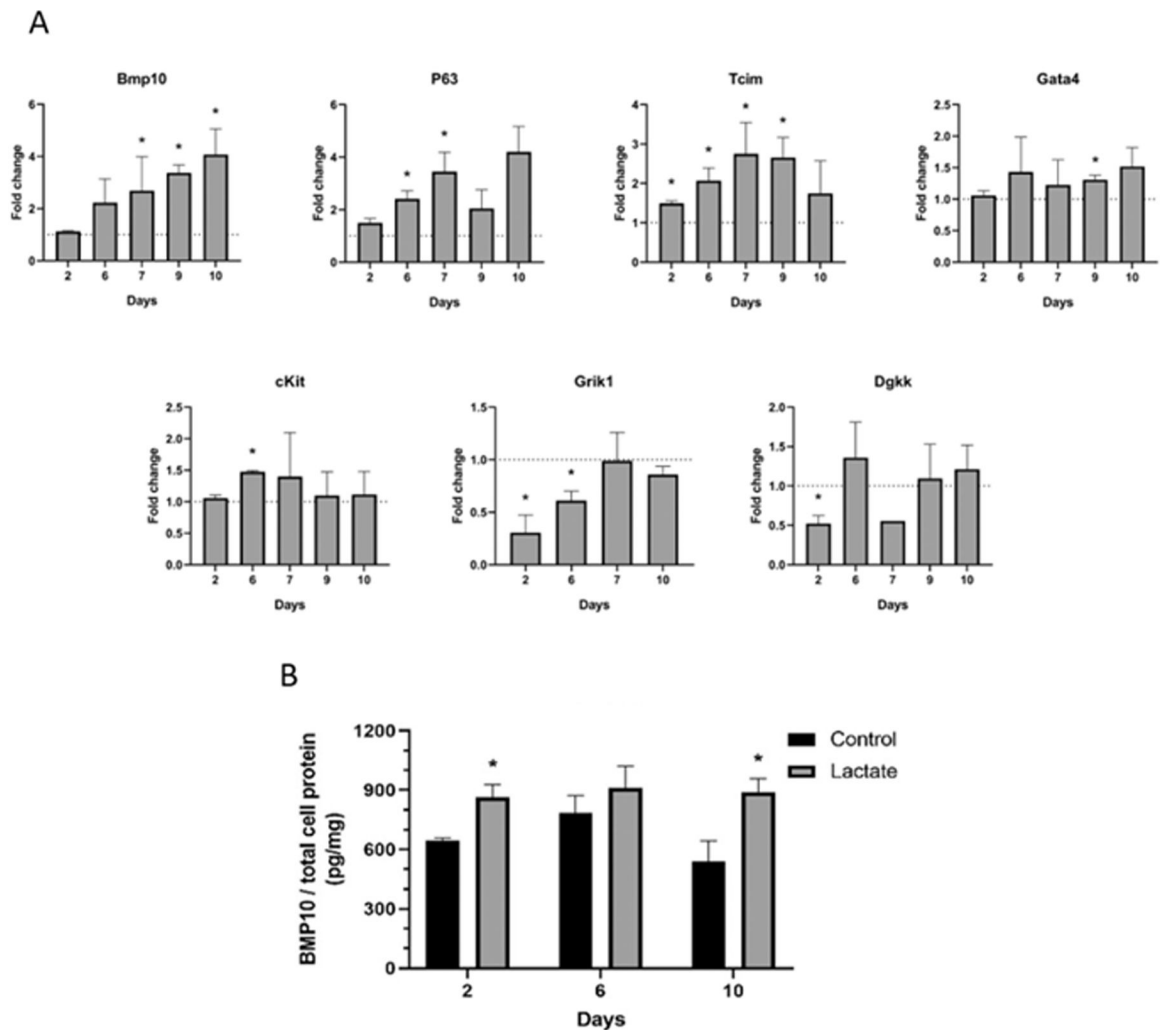 A
Bmp10
P63
Tcim
Gata4
Fold change
6
4
2
0
*
*
*
2 6 7 9 10
Days
Fold change
6
4
2
0
*
*
2 6 7 9 10
Days
Fold change
4
3
2
1
0
*
*
*
*
2 6 7 9 10
Days
Fold change
2.5
2.0
1.5
1.0
0.5
0.0
*
2 6 7 9 10
Days
cKit
Grik1
Dgkk
Fold change
2.5
2.0
1.5
1.0
0.5
0.0
*
2 6 7 9 10
Days
Fold change
1.5
1.0
0.5
0.0
*
*
2 6 7 10
Days
Fold change
2.0
1.5
1.0
0.5
0.0
*
2 6 7 9 10
Days
B
BMP10 / total cell protein
(pg/mg)
1200
900
600
300
0
*
*
Control
Lactate
2 6 10
Days